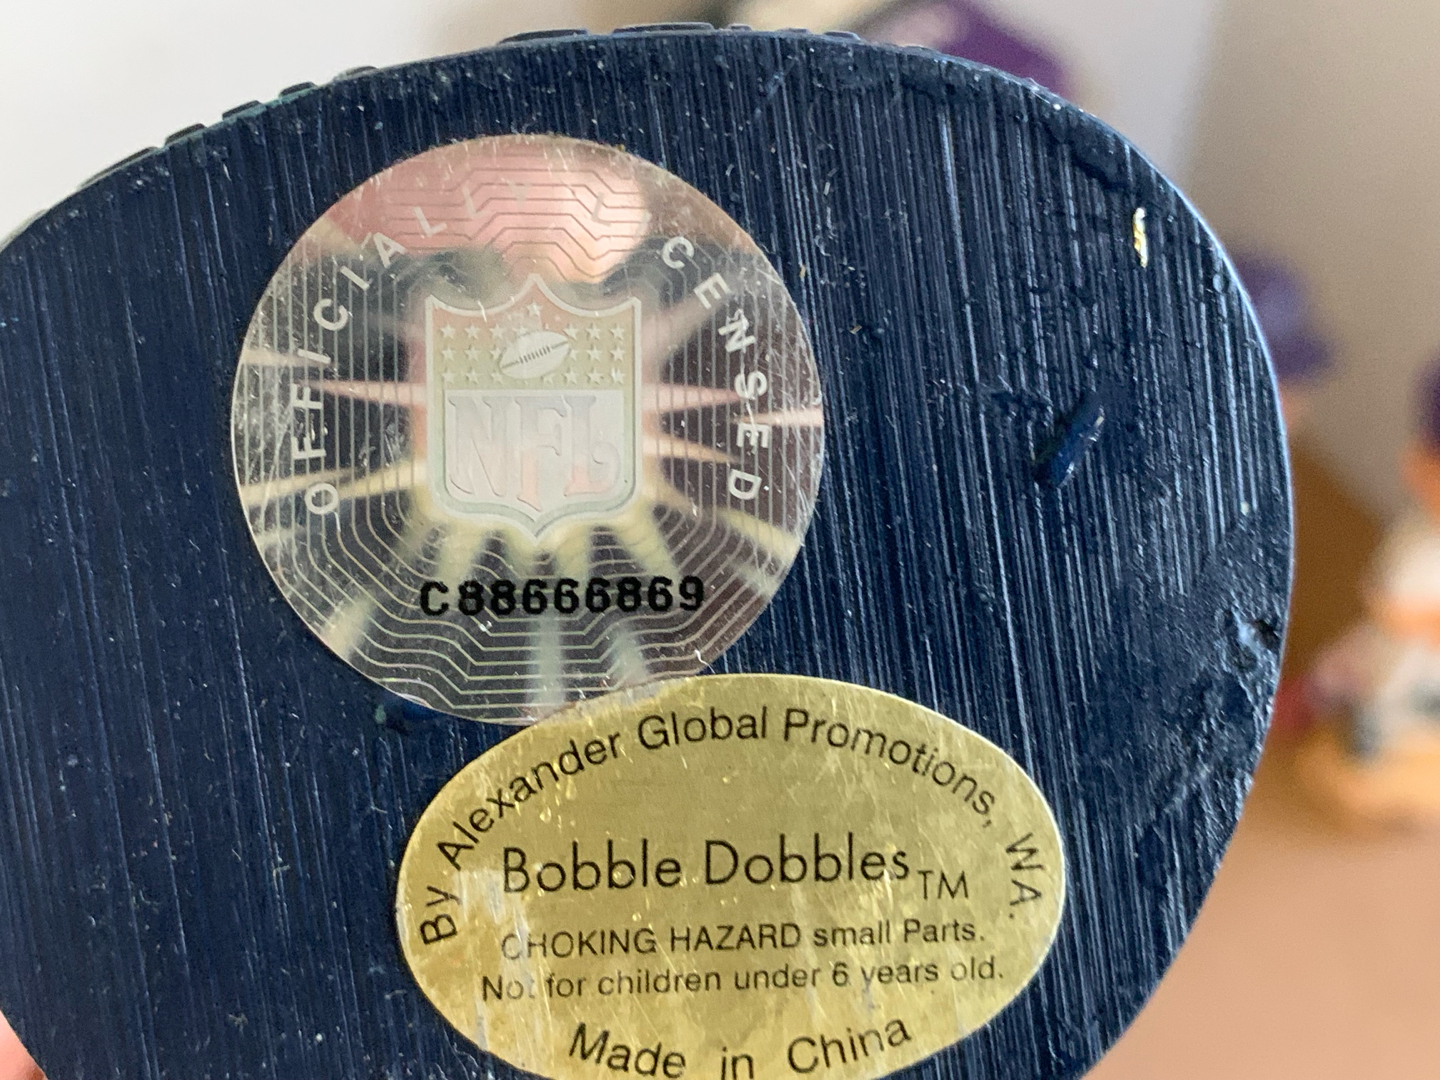 OFFICIALLY LICENSED
NFL
C88666869
By Alexander Global Promotions, WA.
Bobble Dobbles TM
CHOKING HAZARD small Parts.
Not for children under 6 years old.
Made in China